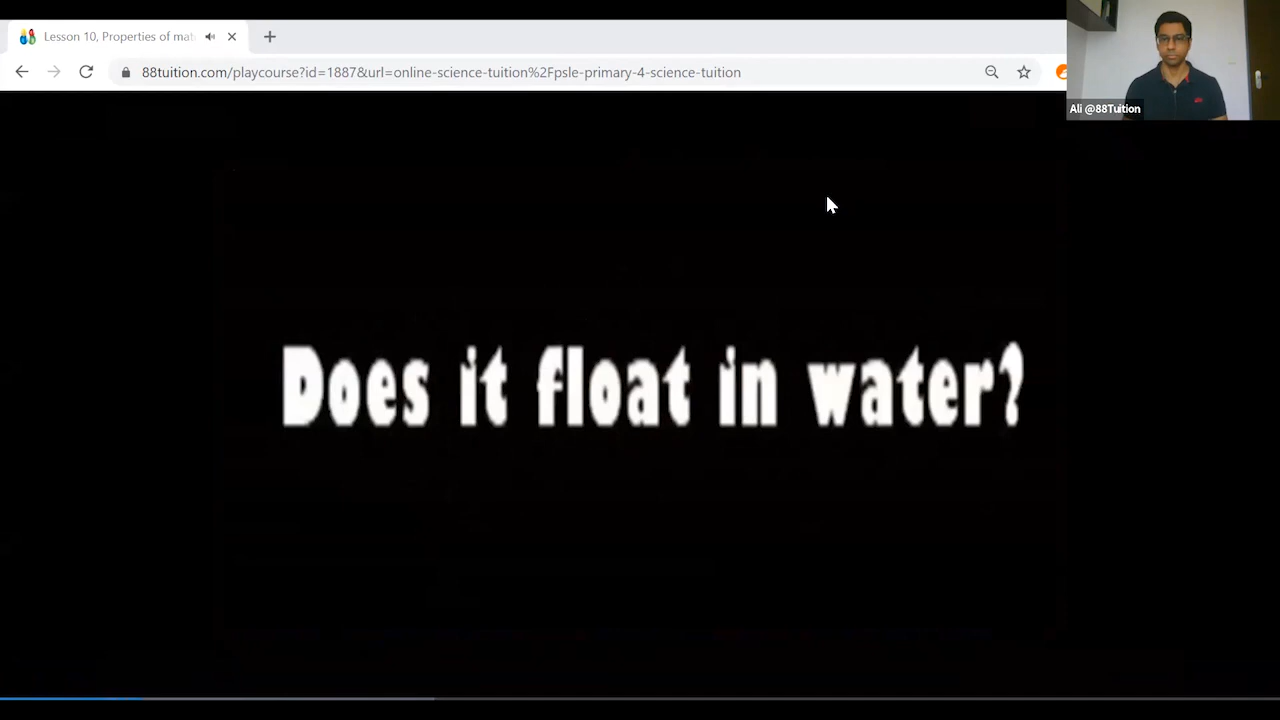 Lesson 10, Properties of mat
88tuition.com/playcourse?id=1887&url=online-science-tuition%2Fpsle-primary-4-science-tuition
Ali @88Tuition
Does it float in water?